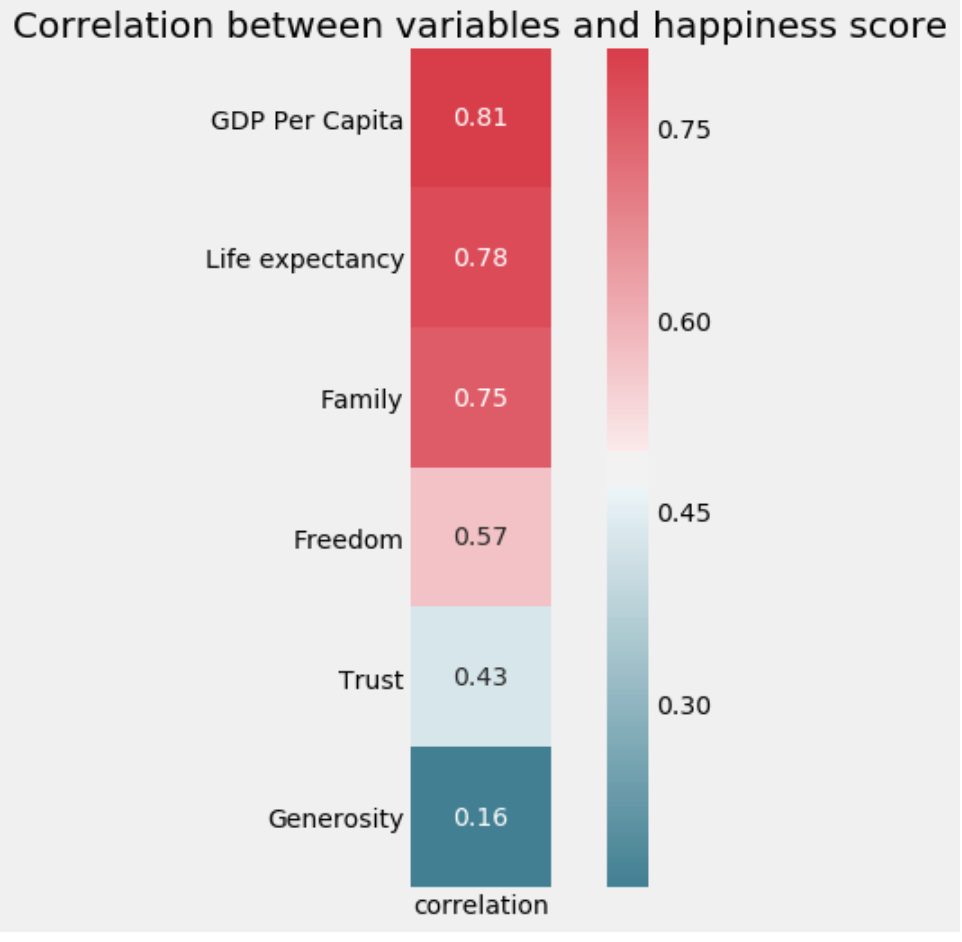 Correlation between variables and happiness score
GDP Per Capita 0.81
Life expectancy 0.78
Family 0.75
Freedom 0.57
Trust 0.43
Generosity 0.16
correlation
0.75
0.60
0.45
0.30